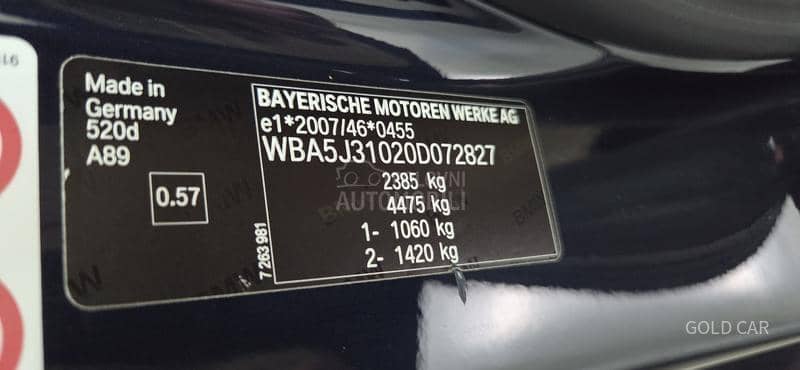 Made in
Germany
520d
A89
0.57
BAYERISCHE MOTOREN WERKE AG
e1*2007/46*0455
WBA5J31020D072827
2385 kg
4475 kg
1- 1060 kg
2- 1420 kg
7 263 981
AUTOMOBILI
GOLD CAR